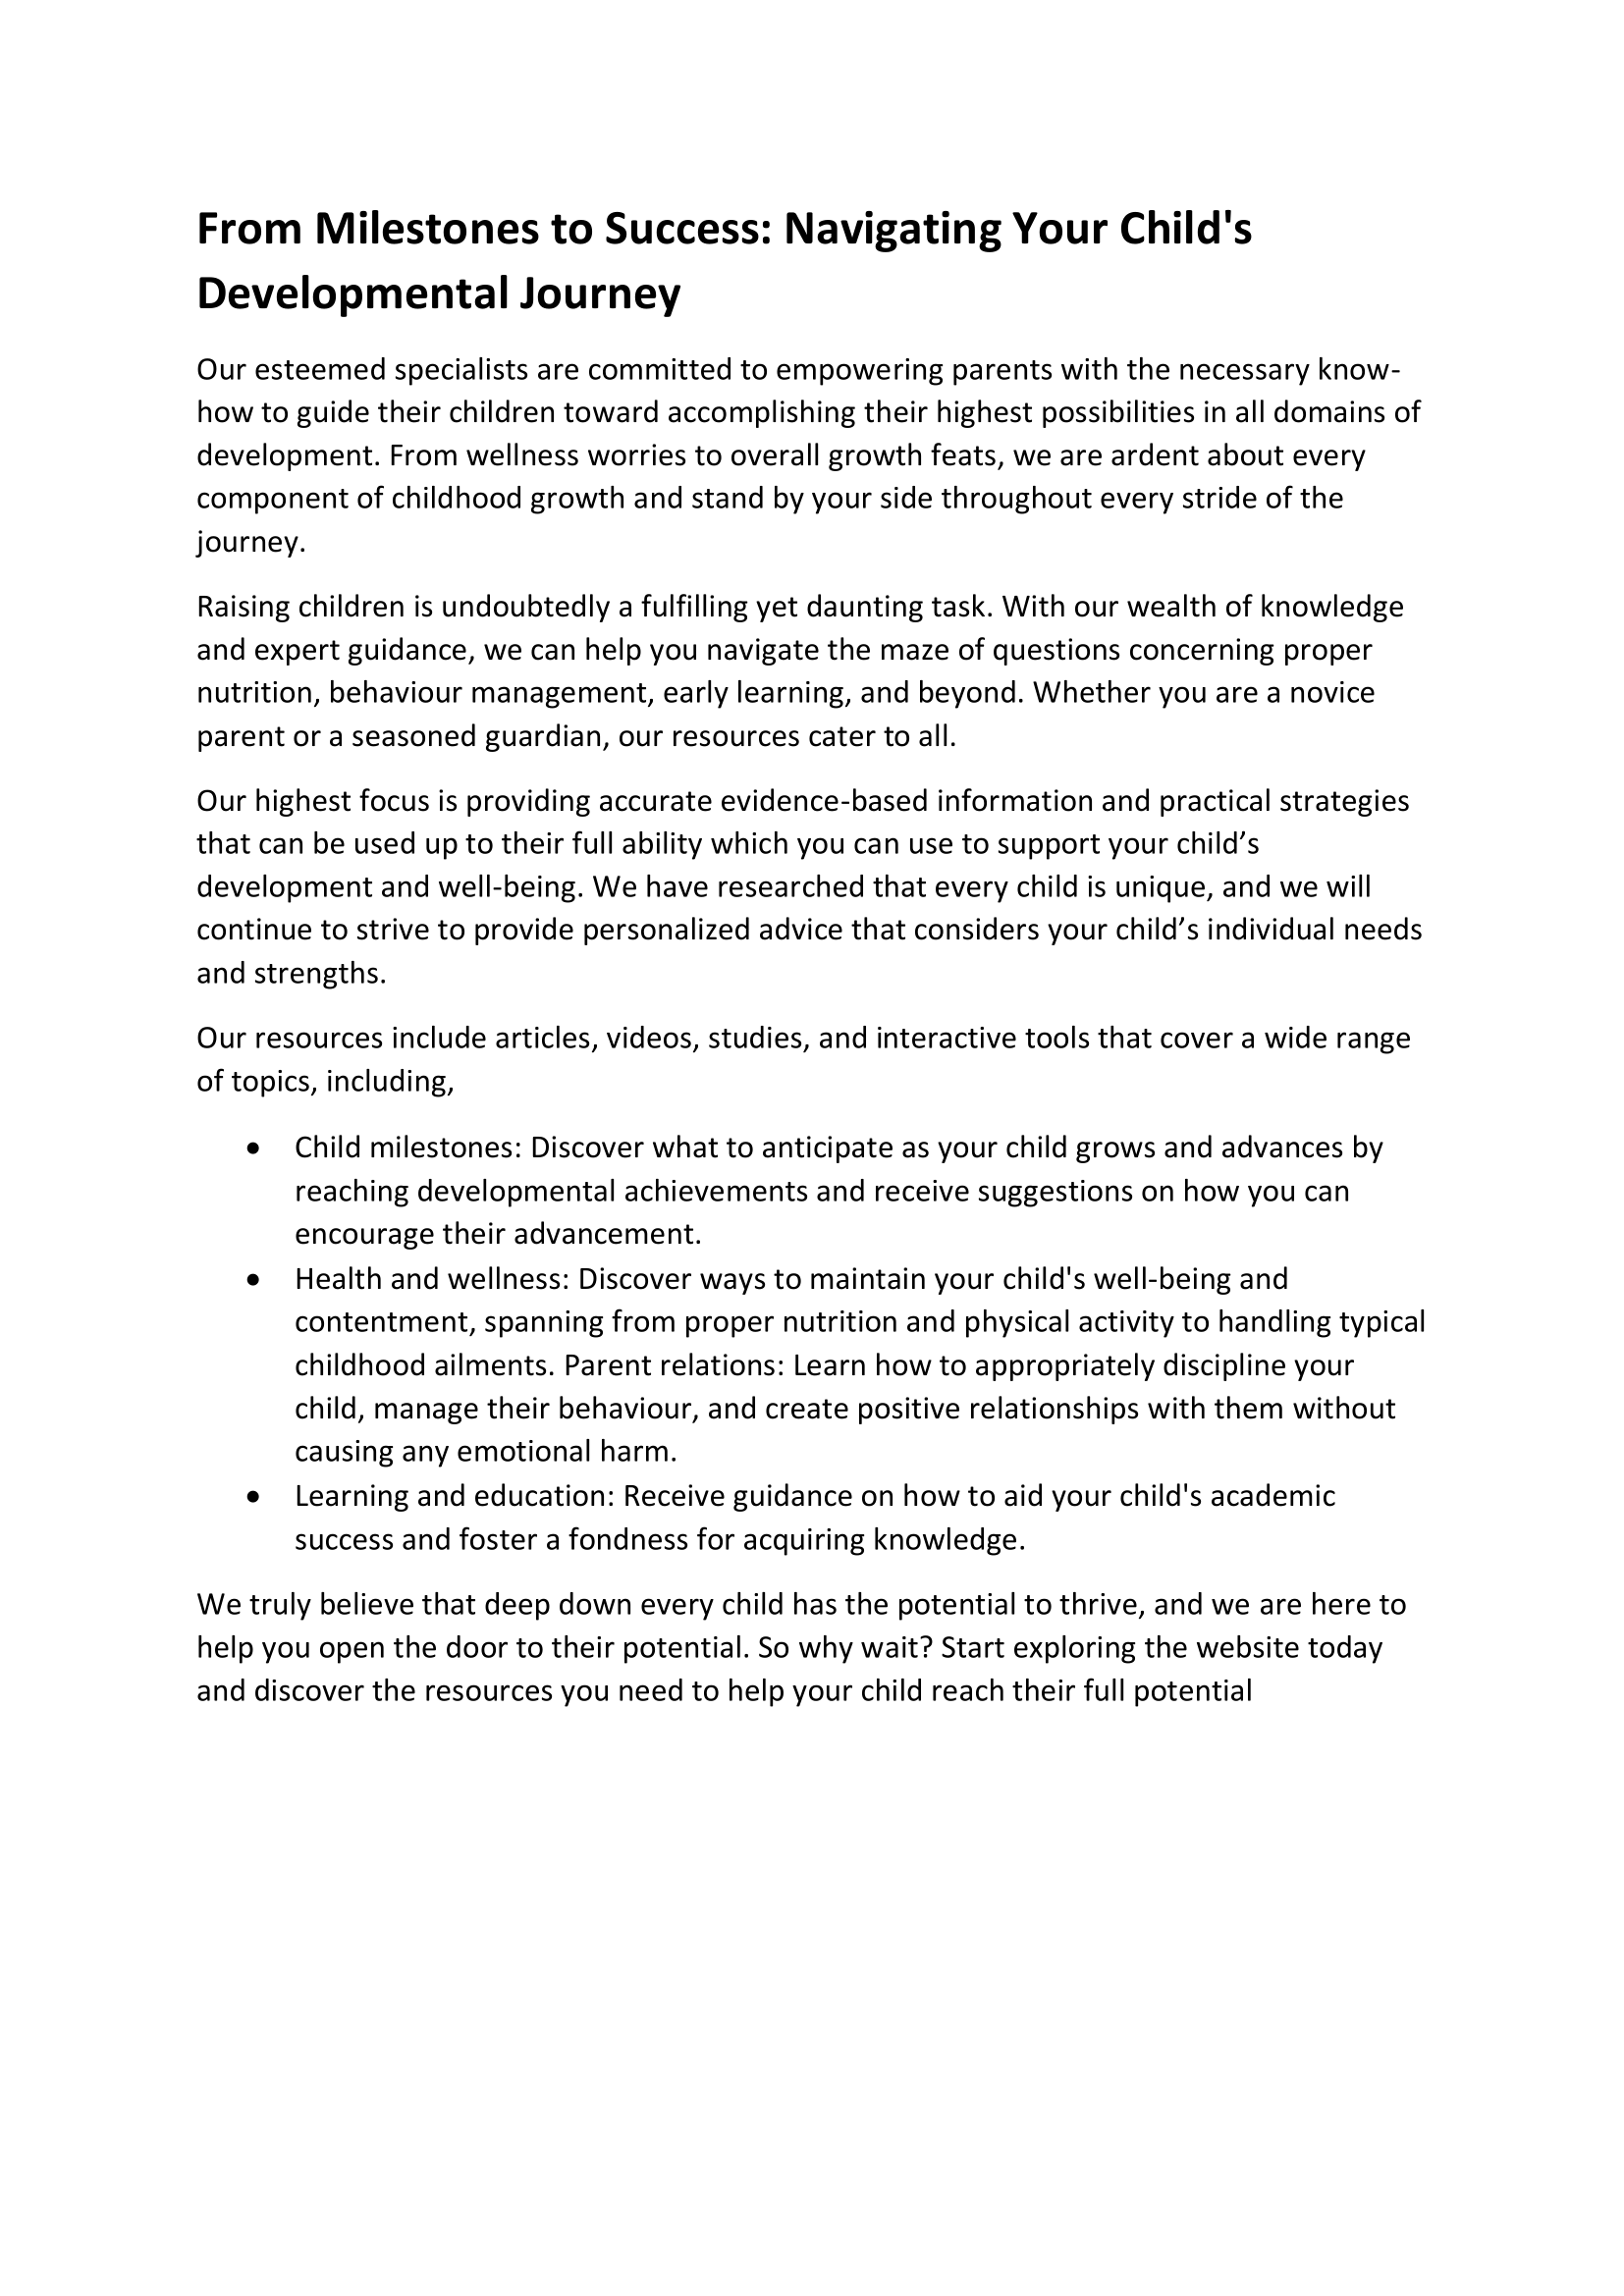 From Milestones to Success: Navigating Your Child's
Developmental Journey
Our esteemed specialists are committed to empowering parents with the necessary know-
how to guide their children toward accomplishing their highest possibilities in all domains of
development. From wellness worries to overall growth feats, we are ardent about every
component of childhood growth and stand by your side throughout every stride of the
journey.
Raising children is undoubtedly a fulfilling yet daunting task. With our wealth of knowledge
and expert guidance, we can help you navigate the maze of questions concerning proper
nutrition, behaviour management, early learning, and beyond. Whether you are a novice
parent or a seasoned guardian, our resources cater to all.
Our highest focus is providing accurate evidence-based information and practical strategies
that can be used up to their full ability which you can use to support your child’s
development and well-being. We have researched that every child is unique, and we will
continue to strive to provide personalized advice that considers your child’s individual needs
and strengths.
Our resources include articles, videos, studies, and interactive tools that cover a wide range
of topics, including,
• Child milestones: Discover what to anticipate as your child grows and advances by
reaching developmental achievements and receive suggestions on how you can
encourage their advancement.
• Health and wellness: Discover ways to maintain your child's well-being and
contentment, spanning from proper nutrition and physical activity to handling typical
childhood ailments. Parent relations: Learn how to appropriately discipline your
child, manage their behaviour, and create positive relationships with them without
causing any emotional harm.
• Learning and education: Receive guidance on how to aid your child's academic
success and foster a fondness for acquiring knowledge.
We truly believe that deep down every child has the potential to thrive, and we are here to
help you open the door to their potential. So why wait? Start exploring the website today
and discover the resources you need to help your child reach their full potential